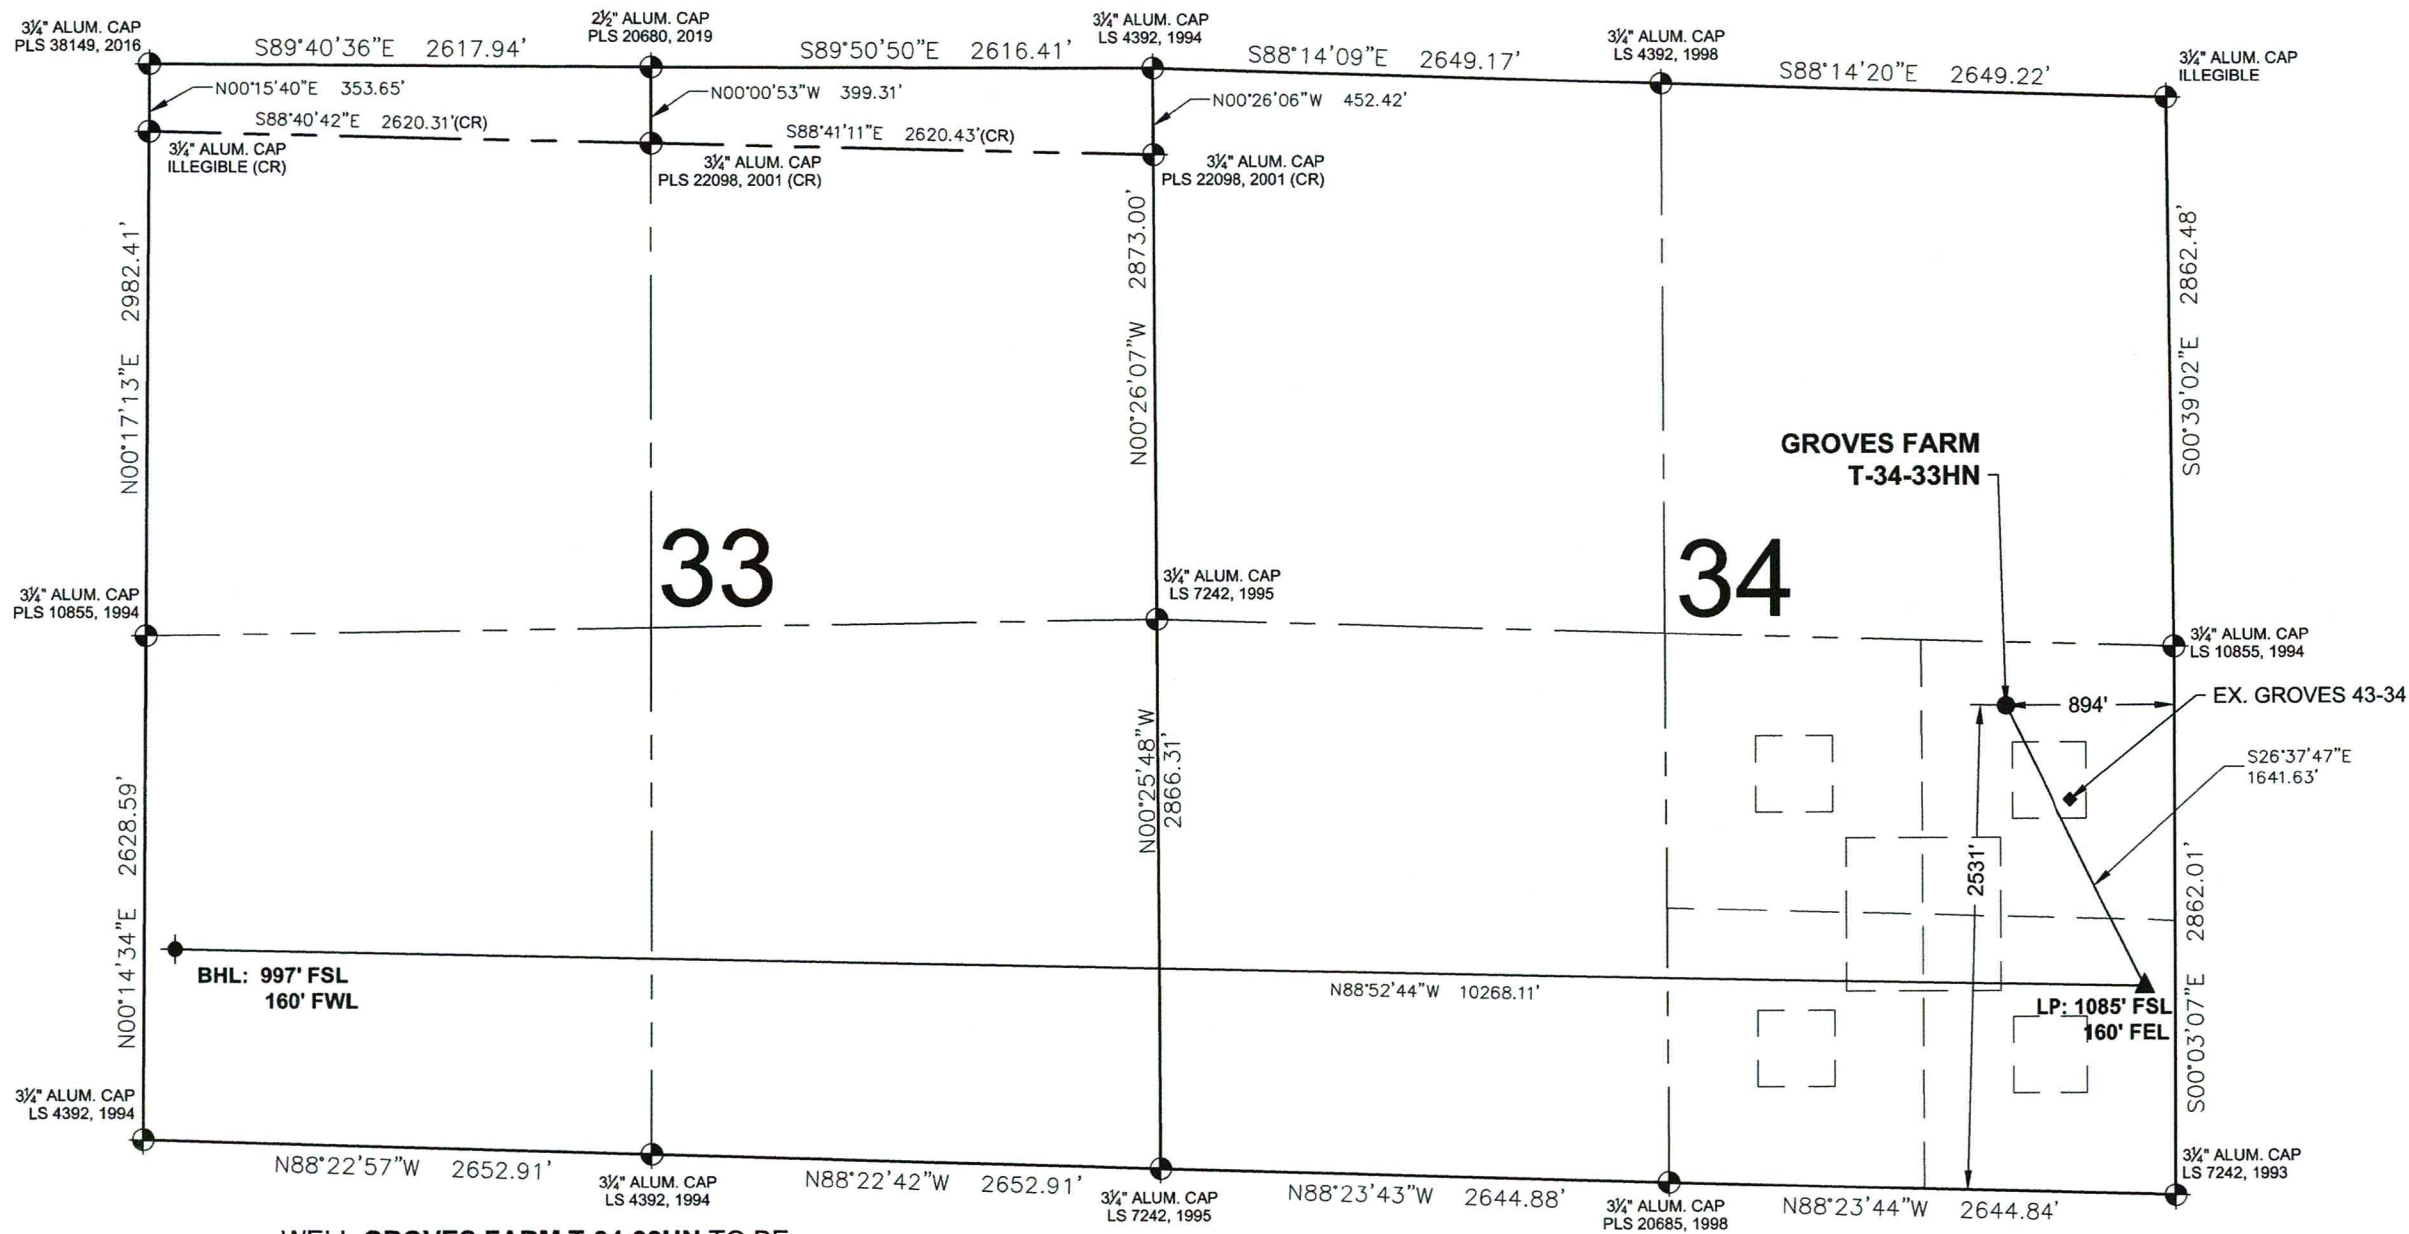 3¼" ALUM. CAP
PLS 38149, 2016
S89°40'36"E 2617.94'
2½" ALUM. CAP
PLS 20680, 2019
S89°50'50"E 2616.41'
3¼" ALUM. CAP
LS 4392, 1994
S88°14'09"E 2649.17'
3¼" ALUM. CAP
LS 4392, 1998
S88°14'20"E 2649.22'
3¼" ALUM. CAP
ILLEGIBLE
N00°15'40"E 353.65'
N00°00'53"W 399.31'
N00°26'06"W 452.42'
S88°40'42"E 2620.31'(CR)
S88°41'11"E 2620.43'(CR)
3¼" ALUM. CAP
ILLEGIBLE (CR)
3¼" ALUM. CAP
PLS 22098, 2001 (CR)
3¼" ALUM. CAP
PLS 22098, 2001 (CR)
N00°17'13"E 2982.41'
N00°26'07"W 2873.00'
S00°39'02"E 2862.48'
GROVES FARM
T-34-33HN
33
34
3¼" ALUM. CAP
PLS 10855, 1994
3¼" ALUM. CAP
LS 7242, 1995
3¼" ALUM. CAP
LS 10855, 1994
894'
EX. GROVES 43-34
S26°37'47"E
1641.63'
N00°14'34"E 2628.59'
N00°25'48"W
2866.31'
2531'
S00°03'07"E 2862.01'
BHL: 997' FSL
160' FWL
N88°52'44"W 10268.11'
LP: 1085' FSL
160' FEL
3¼" ALUM. CAP
LS 4392, 1994
N88°22'57"W 2652.91'
3¼" ALUM. CAP
LS 4392, 1994
N88°22'42"W 2652.91'
3¼" ALUM. CAP
LS 7242, 1995
N88°23'43"W 2644.88'
3¼" ALUM. CAP
PLS 20685, 1998
N88°23'44"W 2644.84'
3¼" ALUM. CAP
LS 7242, 1993
WELL GROVES FARM T-34-33HN TO BE